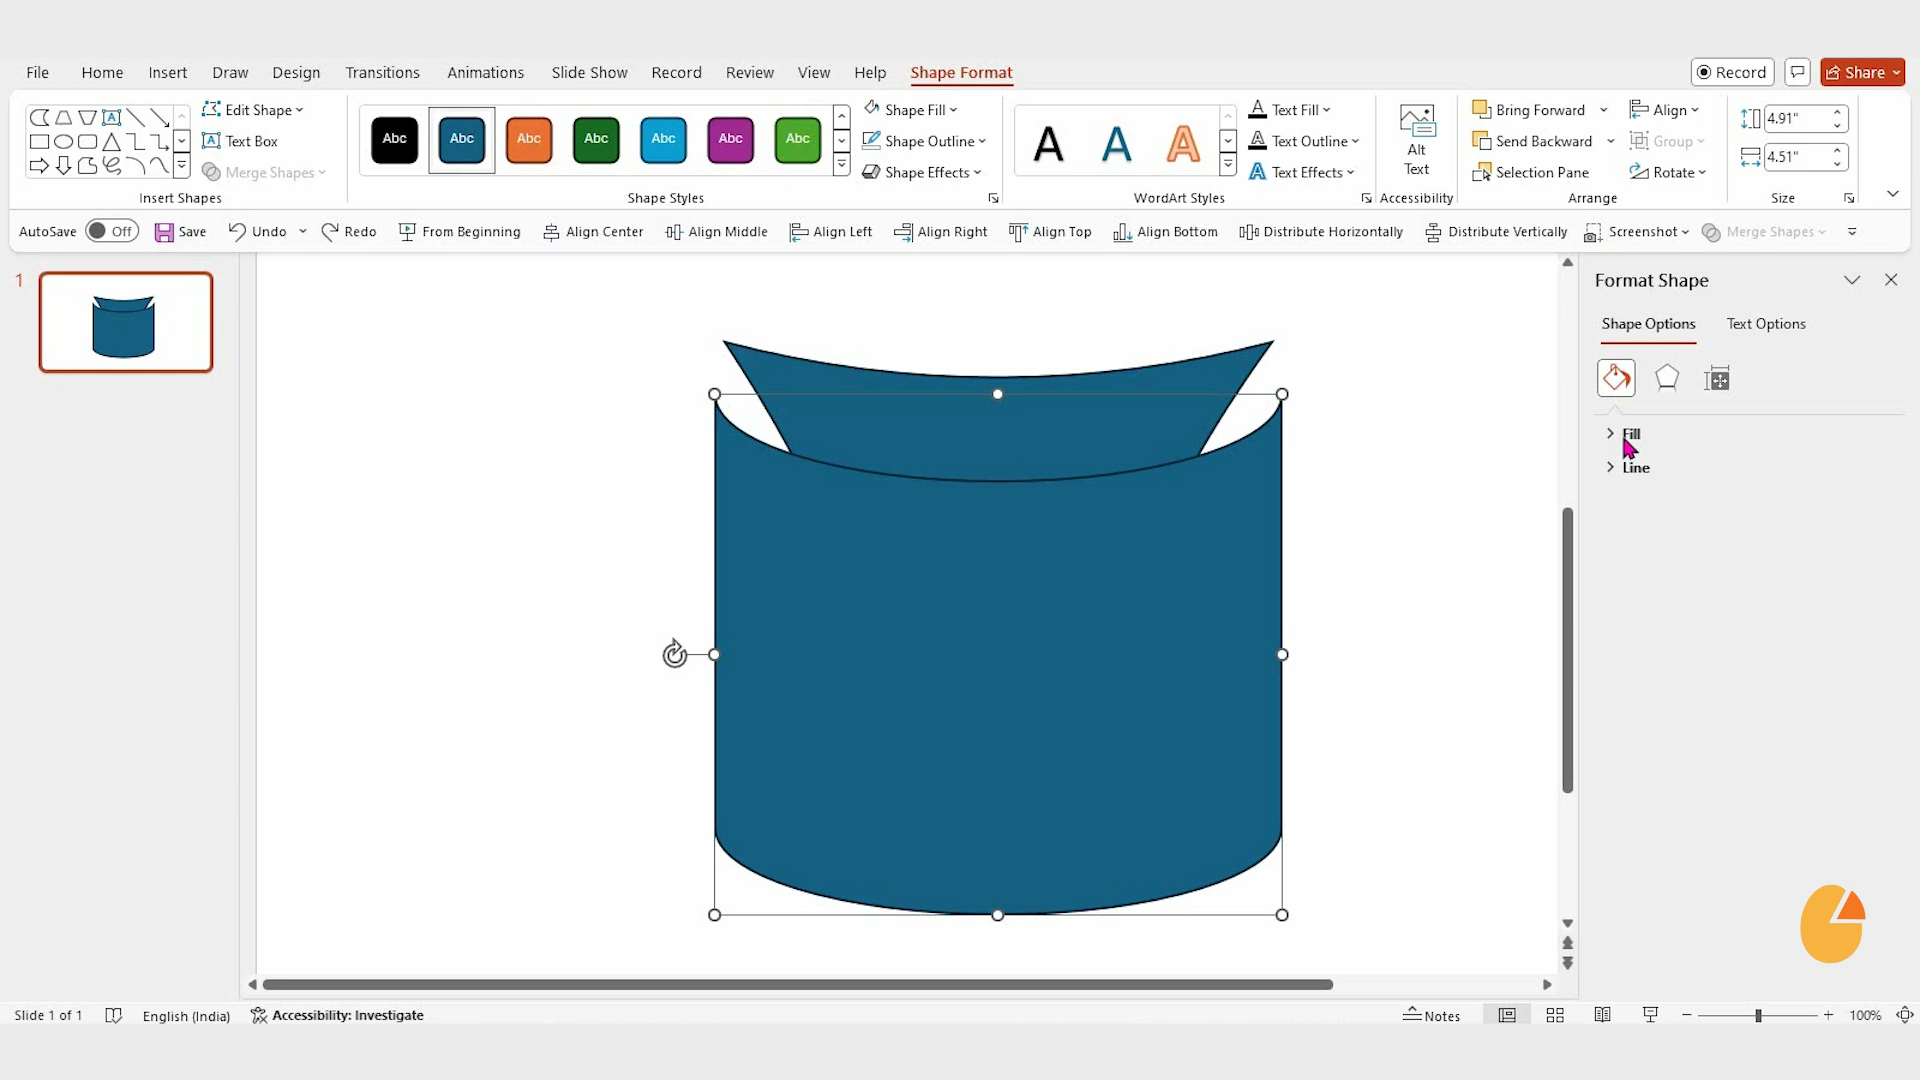 File Home Insert Draw Design Transitions Animations Slide Show Record Review View Help Shape Format Record Share
Edit Shape
Text Box
Merge Shapes
Insert Shapes
Abc Abc Abc Abc Abc Abc Abc
Shape Fill
Shape Outline
Shape Effects
Shape Styles
A A A
Text Fill
Text Outline
Text Effects
WordArt Styles
Alt
Text
Accessibility
Bring Forward
Send Backward
Selection Pane
Align
Group
Rotate
Arrange
4.91"
4.51"
Size
AutoSave Off Save Undo Redo From Beginning Align Center Align Middle Align Left Align Right Align Top Align Bottom Distribute Horizontally Distribute Vertically Screenshot Merge Shapes
1
Format Shape
Shape Options Text Options
Fill
Line
Slide 1 of 1 English (India) Accessibility: Investigate Notes 100%